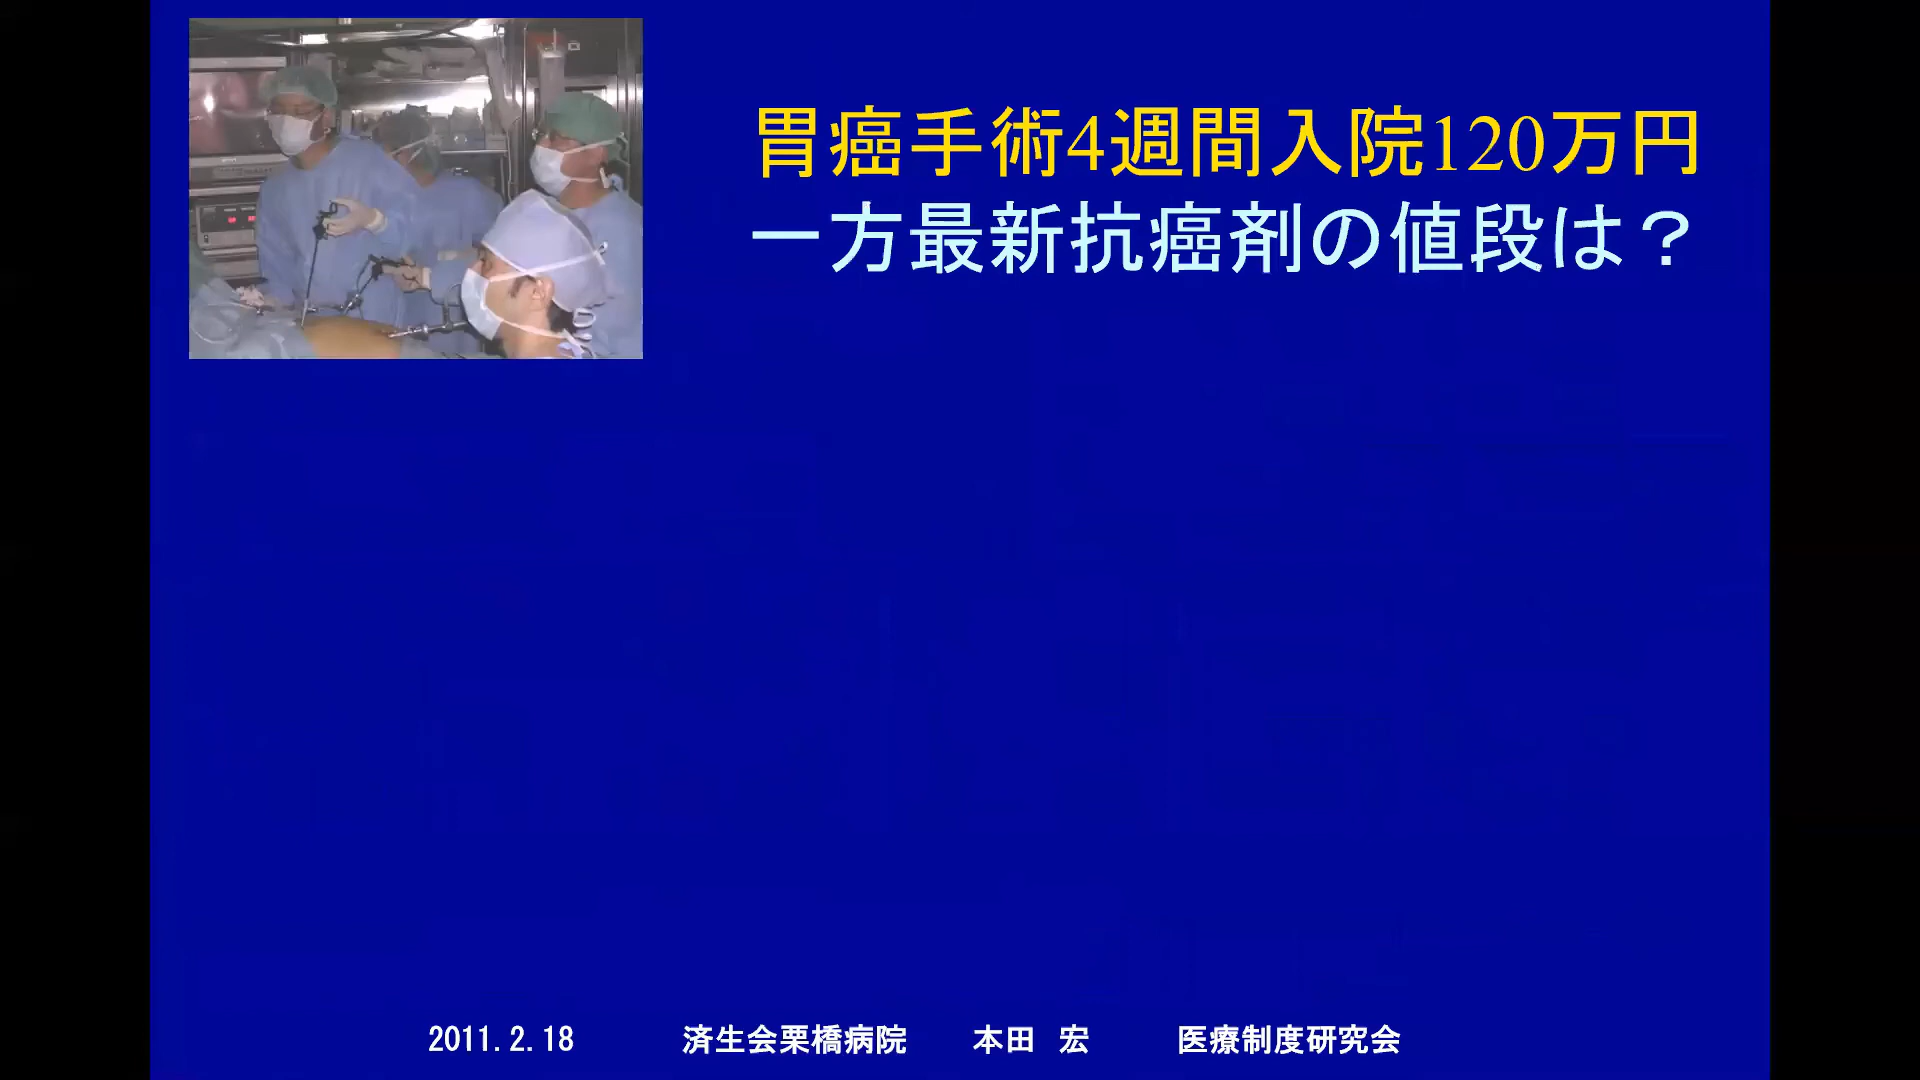 胃癌手術4週間入院120万円
一方最新抗癌剤の値段は？
2011.2.18 済生会栗橋病院 本田 宏 医療制度研究会